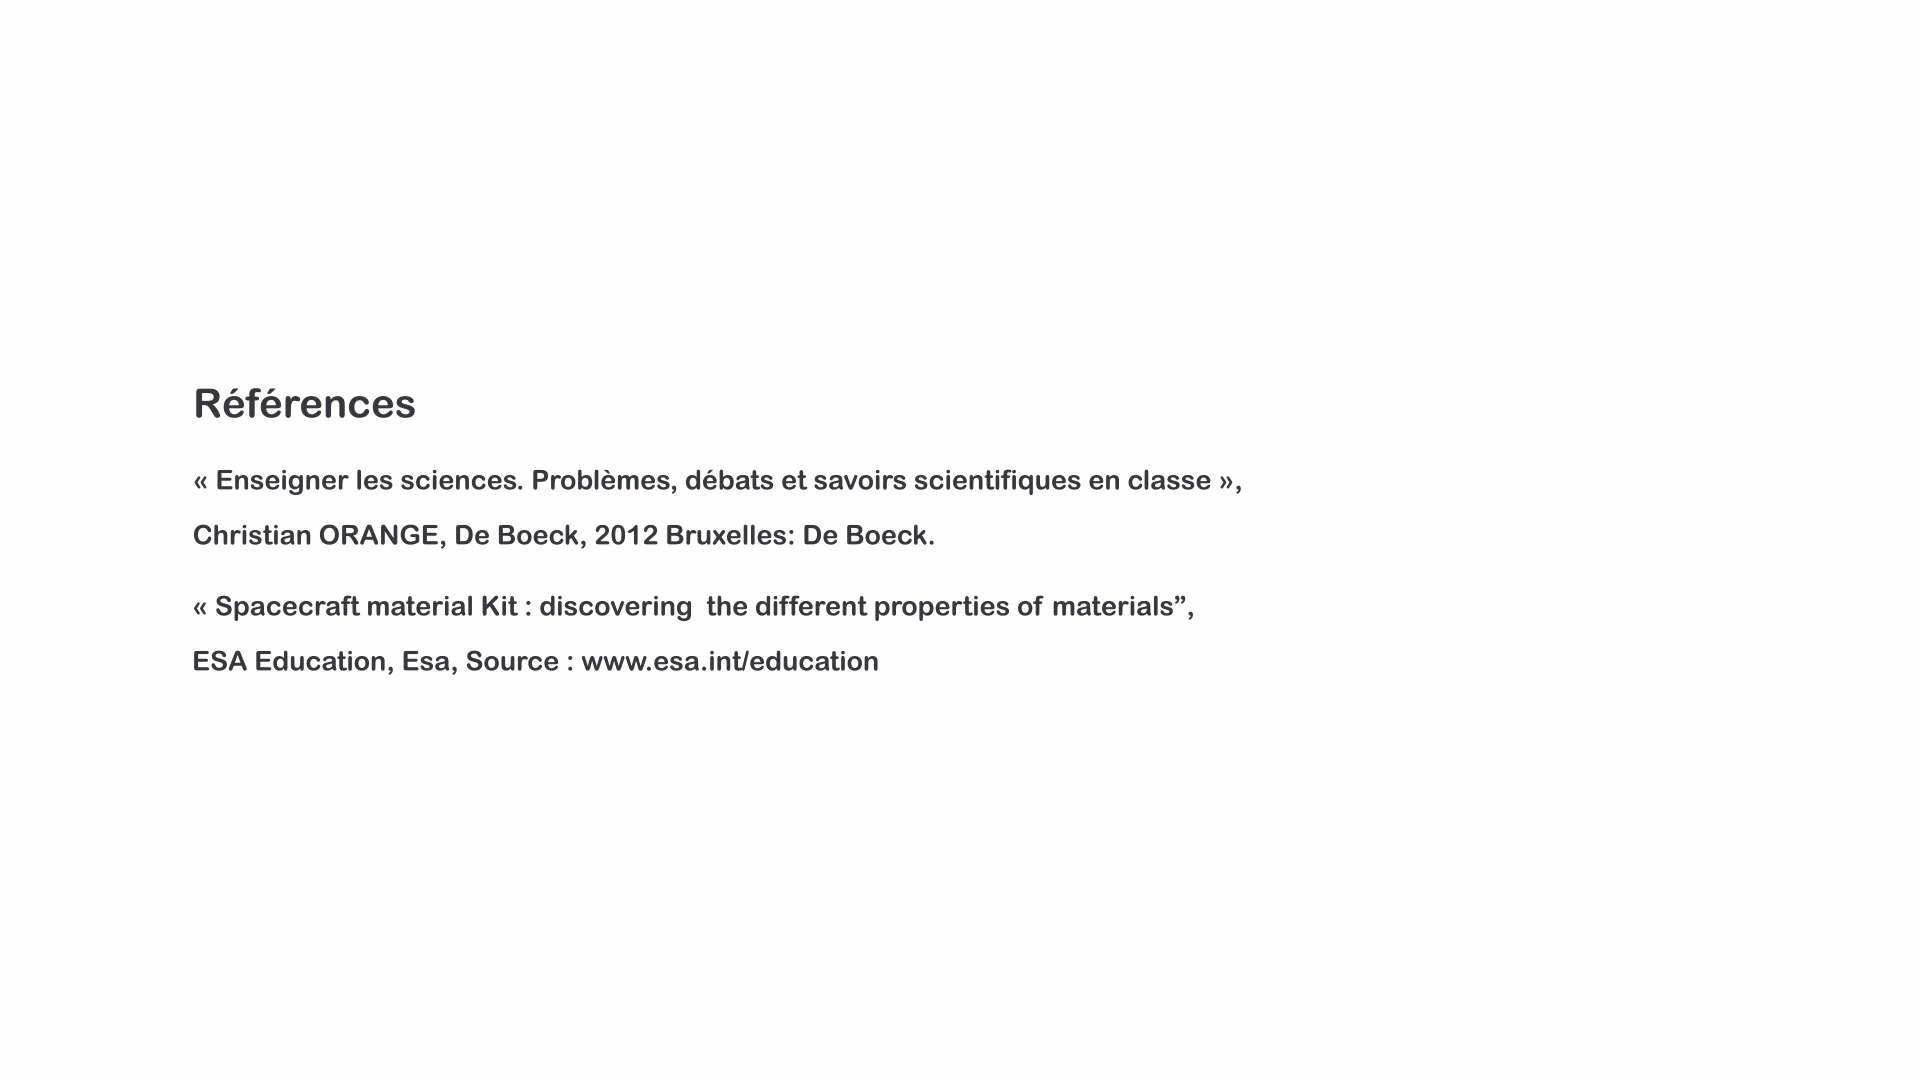 Références
« Enseigner les sciences. Problèmes, débats et savoirs scientifiques en classe »,
Christian ORANGE, De Boeck, 2012 Bruxelles: De Boeck.
« Spacecraft material Kit : discovering  the different properties of materials”,
ESA Education, Esa, Source : www.esa.int/education